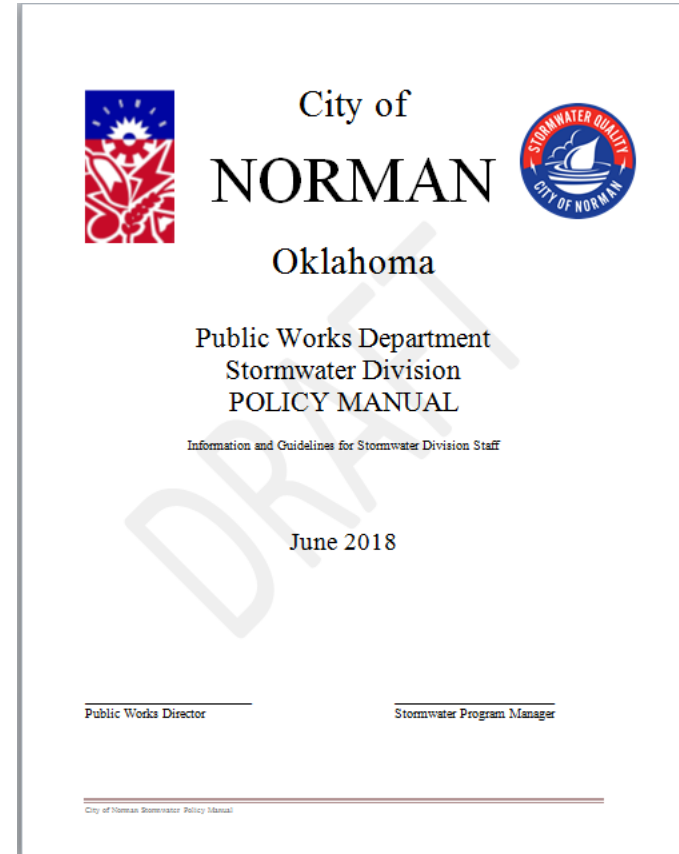 City of
NORMAN
Oklahoma
STORMWATER QUALITY
CITY OF NORMAN
Public Works Department
Stormwater Division
POLICY MANUAL
Information and Guidelines for Stormwater Division Staff
DRAFT
June 2018
Public Works Director
Stormwater Program Manager
City of Norman Stormwater Policy Manual